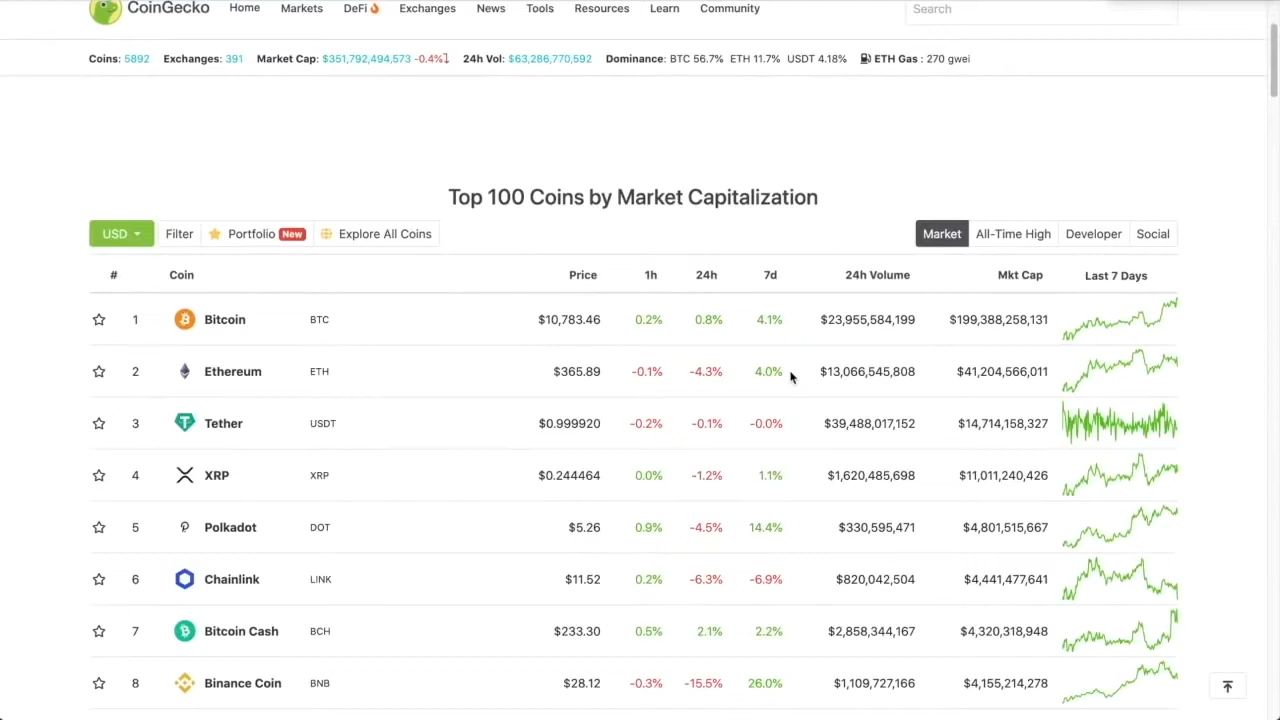 CoinGecko Home Markets DeFi Exchanges News Tools Resources Learn Community Search
Coins: 5892 Exchanges: 391 Market Cap: $351,792,494,573 -0.4% 24h Vol: $63,286,770,592 Dominance: BTC 56.7% ETH 11.7% USDT 4.18% ETH Gas : 270 gwei
Top 100 Coins by Market Capitalization
USD Filter Portfolio New Explore All Coins Market All-Time High Developer Social
# Coin Price 1h 24h 7d 24h Volume Mkt Cap Last 7 Days
1 Bitcoin BTC $10,783.46 0.2% 0.8% 4.1% $23,955,584,199 $199,388,258,131
2 Ethereum ETH $365.89 -0.1% -4.3% 4.0% $13,066,545,808 $41,204,566,011
3 Tether USDT $0.999920 -0.2% -0.1% -0.0% $39,488,017,152 $14,714,158,327
4 XRP XRP $0.244464 0.0% -1.2% 1.1% $1,620,485,698 $11,011,240,426
5 Polkadot DOT $5.26 0.9% -4.5% 14.4% $330,595,471 $4,801,515,667
6 Chainlink LINK $11.52 0.2% -6.3% -6.9% $820,042,504 $4,441,477,641
7 Bitcoin Cash BCH $233.30 0.5% 2.1% 2.2% $2,858,344,167 $4,320,318,948
8 Binance Coin BNB $28.12 -0.3% -15.5% 26.0% $1,109,727,166 $4,155,214,278